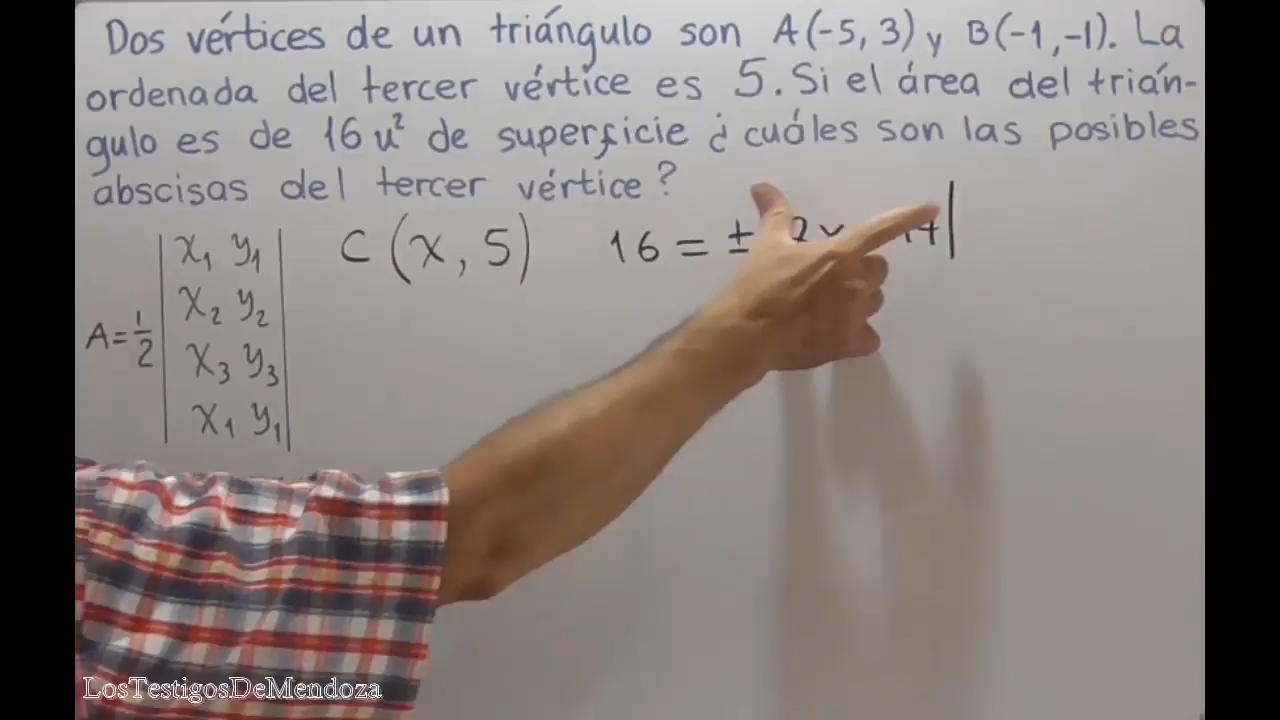 Dos vértices de un triángulo son A(-5, 3) y B(-1,-1). La
ordenada del tercer vértice es 5. Si el área del trián-
gulo es de 16 u² de superficie ¿cuáles son las posibles
abscisas del tercer vértice?
A = 1/2 | x₁ y₁ |
| x₂ y₂ |
| x₃ y₃ |
| x₁ y₁ |
C (x, 5)
16 = ±
LosTestigosDeMendoza